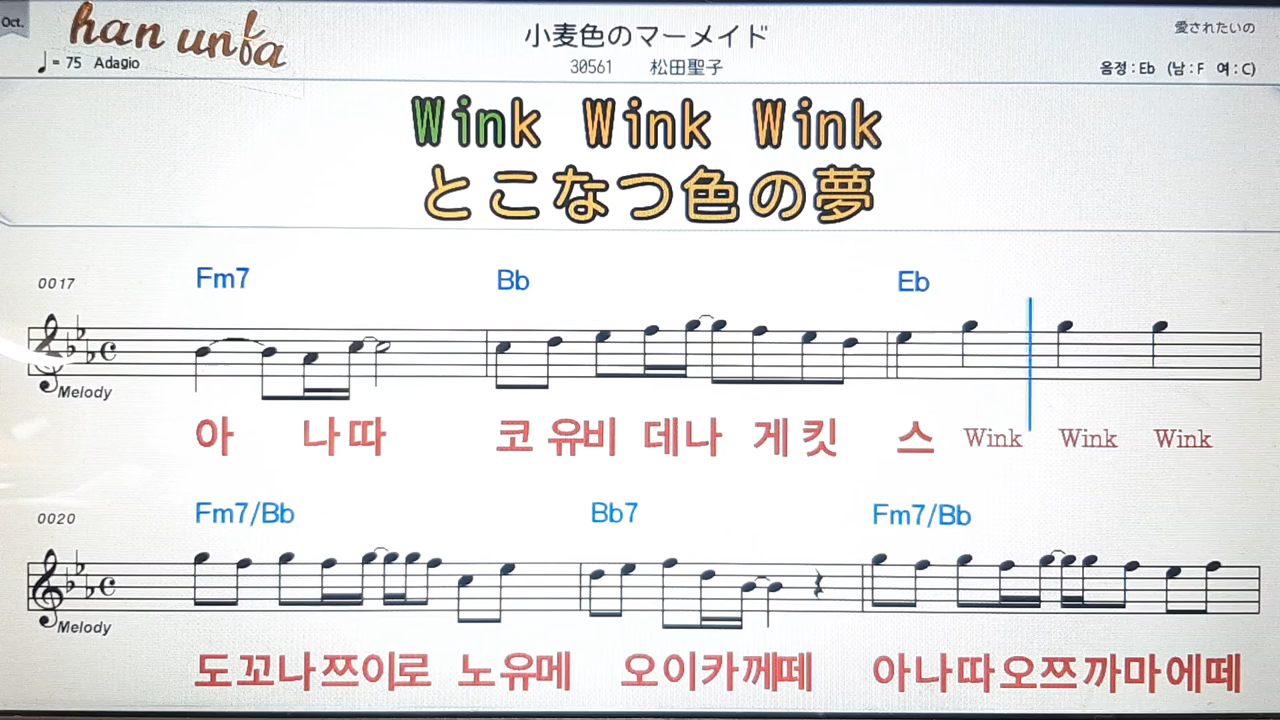 Oct.
han unfa
小麦色のマーメイド
愛されたいの
♩= 75 Adagio
30561 松田聖子
음정 : Eb (남 : F 여 : C)
Wink Wink Wink
とこなつ色の夢
Fm7 Bb Eb
0017
Melody
아 나따 코 유비 데나 게 킷 스 Wink Wink Wink
Fm7/Bb Bb7 Fm7/Bb
0020
Melody
도꼬나쯔이로 노유메 오이카께떼 아나따오쯔까마에떼